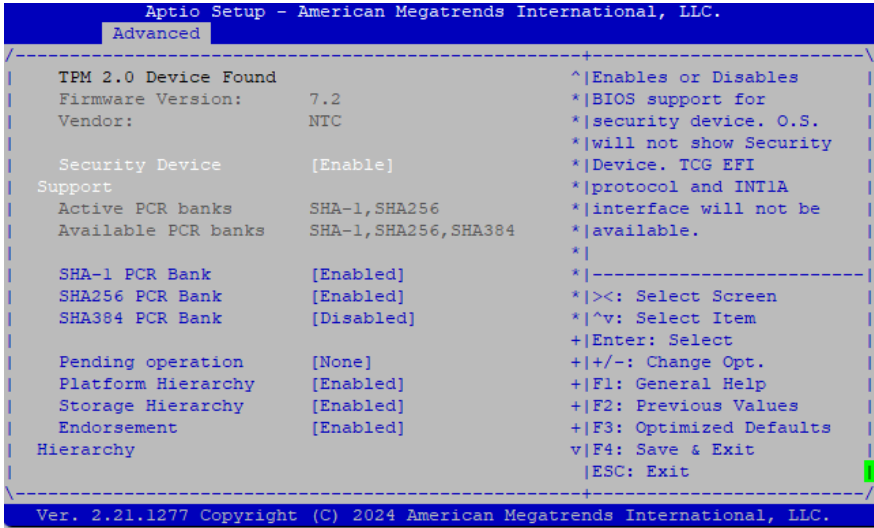 Aptio Setup - American Megatrends International, LLC.
Advanced
/-------------------------------------------------------+--------------------------\
| TPM 2.0 Device Found ^|Enables or Disables |
| Firmware Version: 7.2 *|BIOS support for |
| Vendor: NTC *|security device. O.S. |
| *|will not show Security |
| Security Device [Enable] *|Device. TCG EFI |
| Support *|protocol and INT1A |
| Active PCR banks SHA-1,SHA256 *|interface will not be |
| Available PCR banks SHA-1,SHA256,SHA384 *|available. |
| *| |
| SHA-1 PCR Bank [Enabled] *|--------------------------|
| SHA256 PCR Bank [Enabled] *|><: Select Screen |
| SHA384 PCR Bank [Disabled] *|^v: Select Item |
| +|Enter: Select |
| Pending operation [None] +|+/-: Change Opt. |
| Platform Hierarchy [Enabled] +|F1: General Help |
| Storage Hierarchy [Enabled] +|F2: Previous Values |
| Endorsement [Enabled] +|F3: Optimized Defaults |
| Hierarchy v|F4: Save & Exit |
| |ESC: Exit |
\-------------------------------------------------------+--------------------------/
Ver. 2.21.1277 Copyright (C) 2024 American Megatrends International, LLC.